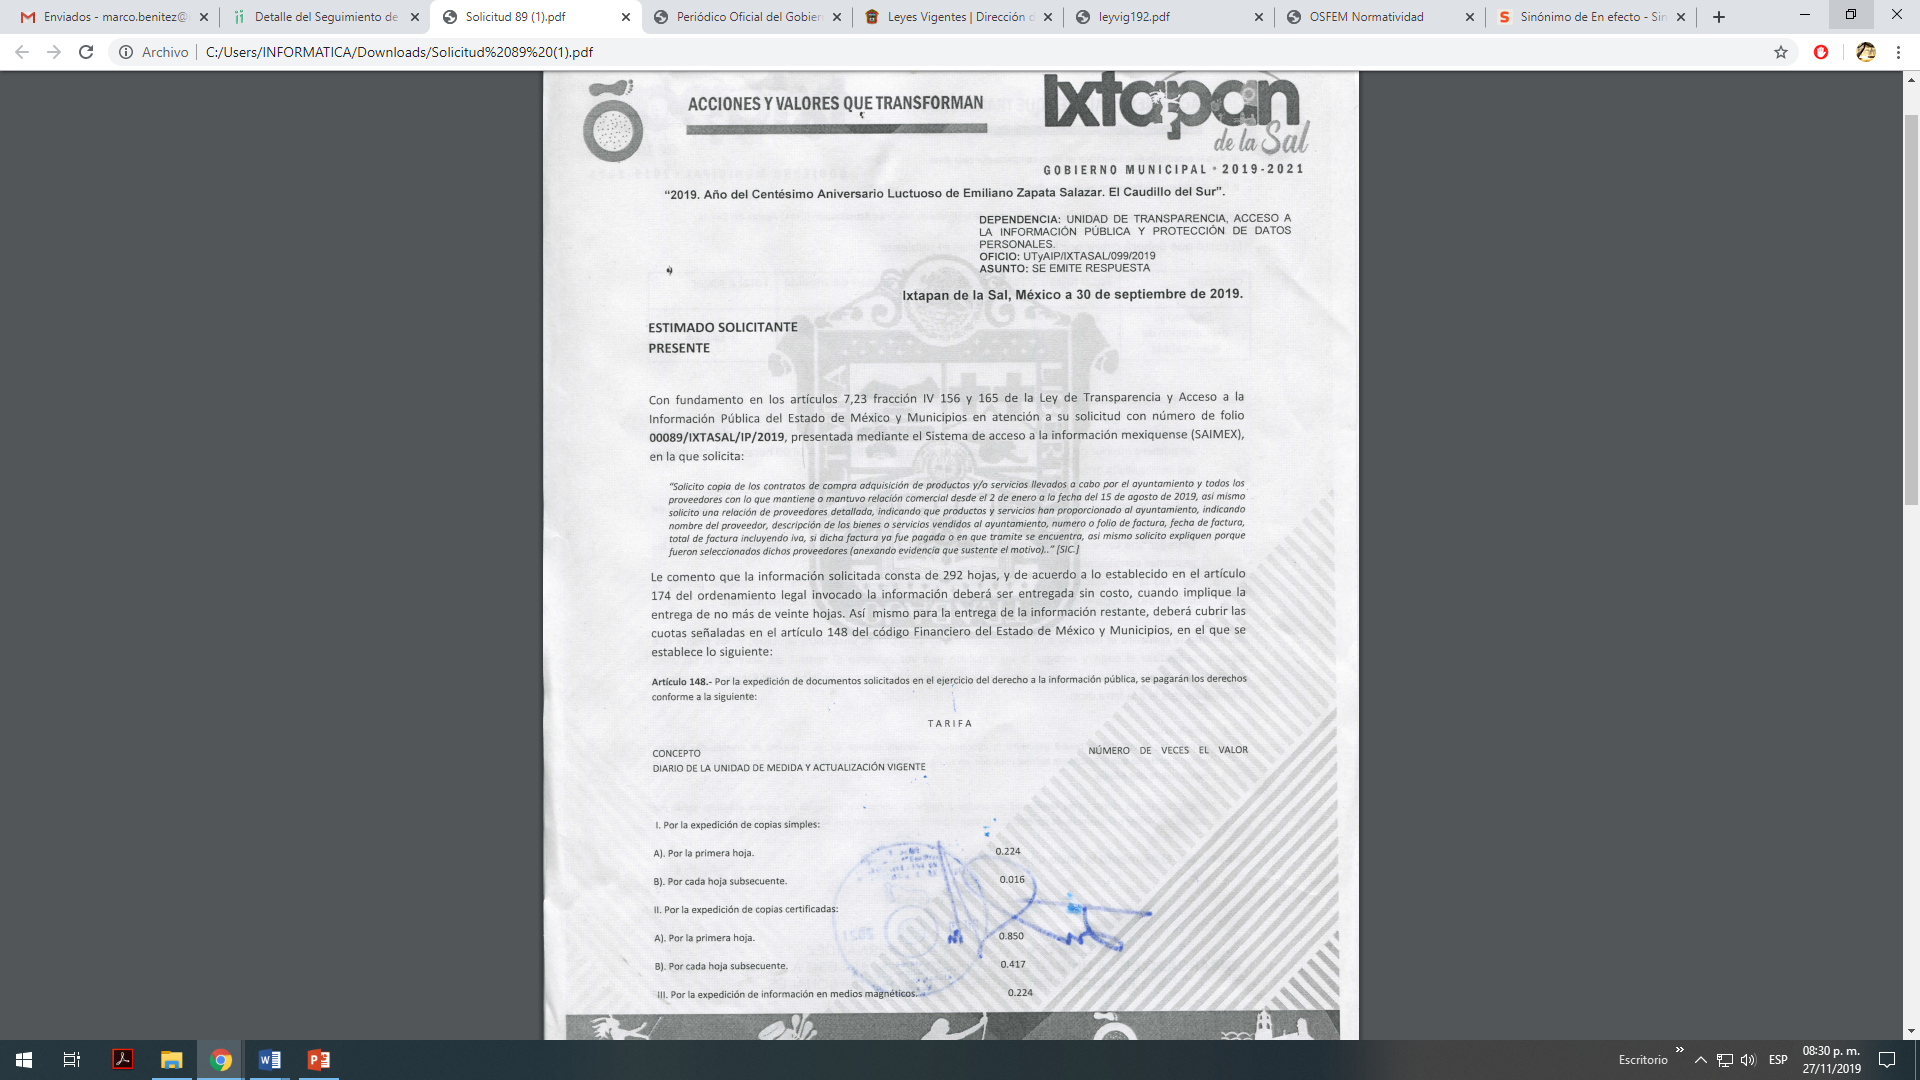 Enviados - marco.benitez@
Detalle del Seguimiento de
Solicitud 89 (1).pdf
Periódico Oficial del Gobier
Leyes Vigentes | Dirección d
leyvig192.pdf
OSFEM Normatividad
Sinónimo de En efecto - Sin
Archivo
C:/Users/INFORMATICA/Downloads/Solicitud%2089%20(1).pdf
ACCIONES Y VALORES QUE TRANSFORMAN
Ixtapan
de la Sal
GOBIERNO MUNICIPAL · 2019-2021
“2019. Año del Centésimo Aniversario Luctuoso de Emiliano Zapata Salazar. El Caudillo del Sur”.
DEPENDENCIA: UNIDAD DE TRANSPARENCIA, ACCESO A
LA INFORMACIÓN PÚBLICA Y PROTECCIÓN DE DATOS
PERSONALES.
OFICIO: UTyAIP/IXTASAL/099/2019
ASUNTO: SE EMITE RESPUESTA
Ixtapan de la Sal, México a 30 de septiembre de 2019.
ESTIMADO SOLICITANTE
PRESENTE
Con fundamento en los artículos 7,23 fracción IV 156 y 165 de la Ley de Transparencia y Acceso a la
Información Pública del Estado de México y Municipios en atención a su solicitud con número de folio
00089/IXTASAL/IP/2019, presentada mediante el Sistema de acceso a la información mexiquense (SAIMEX),
en la que solicita:
“Solicito copia de los contratos de compra adquisición de productos y/o servicios llevados a cabo por el ayuntamiento y todos los
proveedores con lo que mantiene o mantuvo relación comercial desde el 2 de enero a la fecha del 15 de agosto de 2019, asi mismo
solicito una relación de proveedores detallada, indicando que productos y servicios han proporcionado al ayuntamiento, indicando
nombre del proveedor, descripción de los bienes o servicios vendidos al ayuntamiento, numero o folio de factura, fecha de factura,
total de factura incluyendo iva, si dicha factura ya fue pagada o en que tramite se encuentra, asi mismo solicito expliquen porque
fueron seleccionados dichos proveedores (anexando evidencia que sustente el motivo)..” [SIC.]
Le comento que la información solicitada consta de 292 hojas, y de acuerdo a lo establecido en el artículo
174 del ordenamiento legal invocado la información deberá ser entregada sin costo, cuando implique la
entrega de no más de veinte hojas. Así mismo para la entrega de la información restante, deberá cubrir las
cuotas señaladas en el artículo 148 del código Financiero del Estado de México y Municipios, en el que se
establece lo siguiente:
Artículo 148.- Por la expedición de documentos solicitados en el ejercicio del derecho a la información pública, se pagarán los derechos
conforme a la siguiente:
T A R I F A
CONCEPTO NÚMERO DE VECES EL VALOR
DIARIO DE LA UNIDAD DE MEDIDA Y ACTUALIZACIÓN VIGENTE
I. Por la expedición de copias simples:
A). Por la primera hoja. 0.224
B). Por cada hoja subsecuente. 0.016
II. Por la expedición de copias certificadas:
A). Por la primera hoja. 0.850
B). Por cada hoja subsecuente. 0.417
III. Por la expedición de información en medios magnéticos. 0.224
Escritorio
ESP
08:30 p. m.
27/11/2019